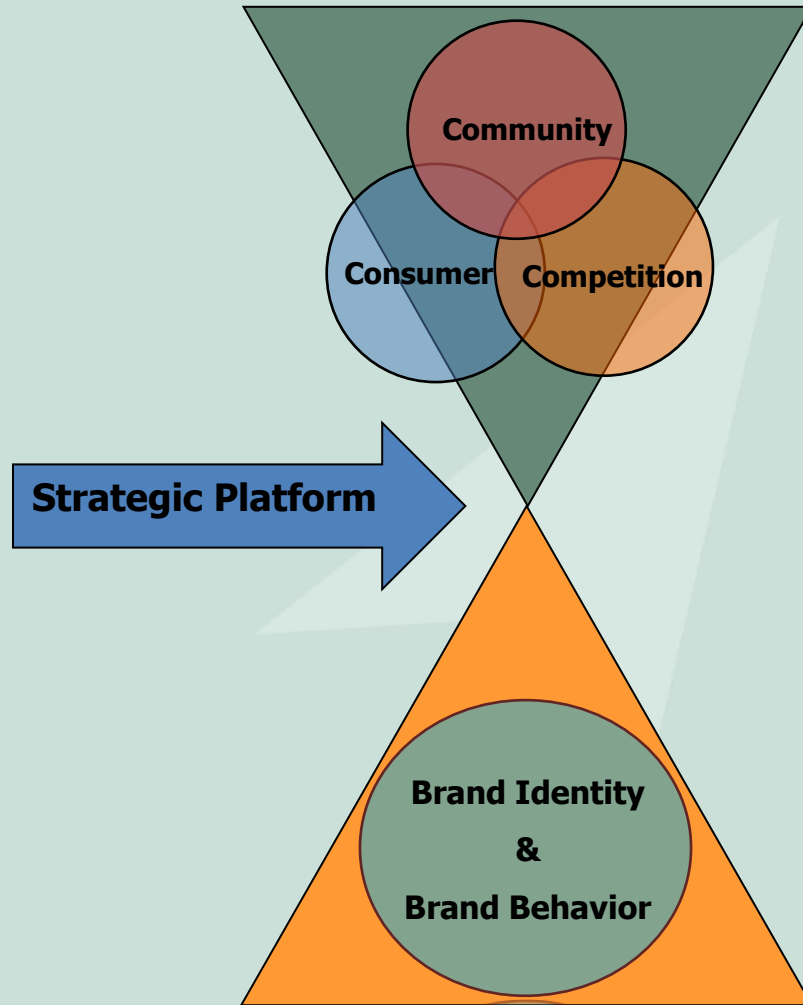 Community
Consumer
Competition
Strategic Platform
Brand Identity
&
Brand Behavior